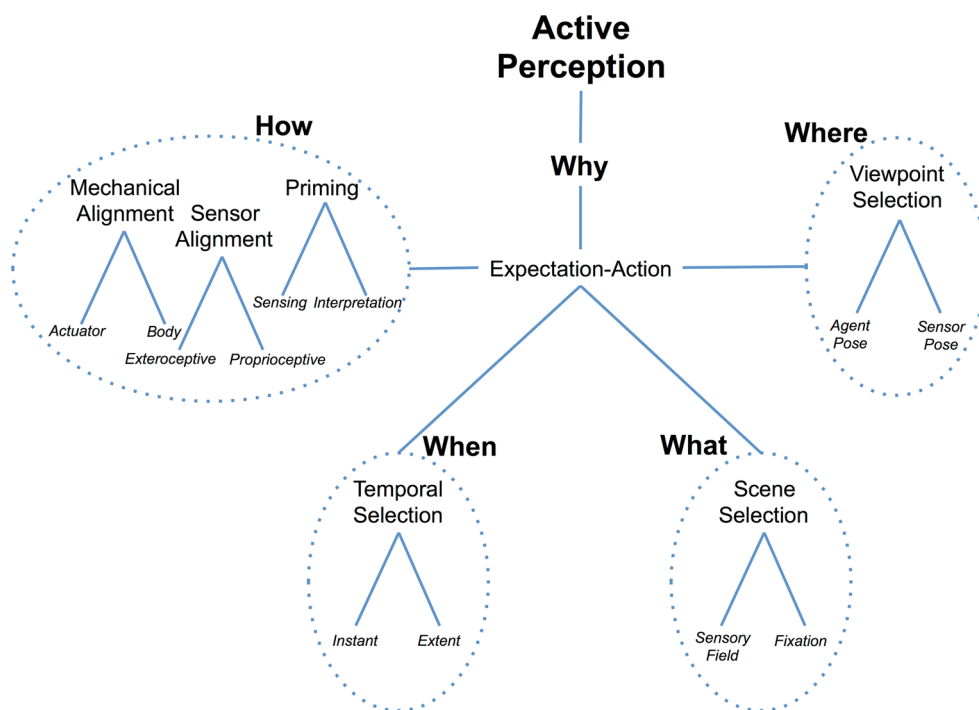 Active
Perception
Why
Expectation-Action
How
Mechanical
Alignment
Actuator
Body
Sensor
Alignment
Exteroceptive
Proprioceptive
Priming
Sensing
Interpretation
Where
Viewpoint
Selection
Agent
Pose
Sensor
Pose
When
Temporal
Selection
Instant
Extent
What
Scene
Selection
Sensory
Field
Fixation